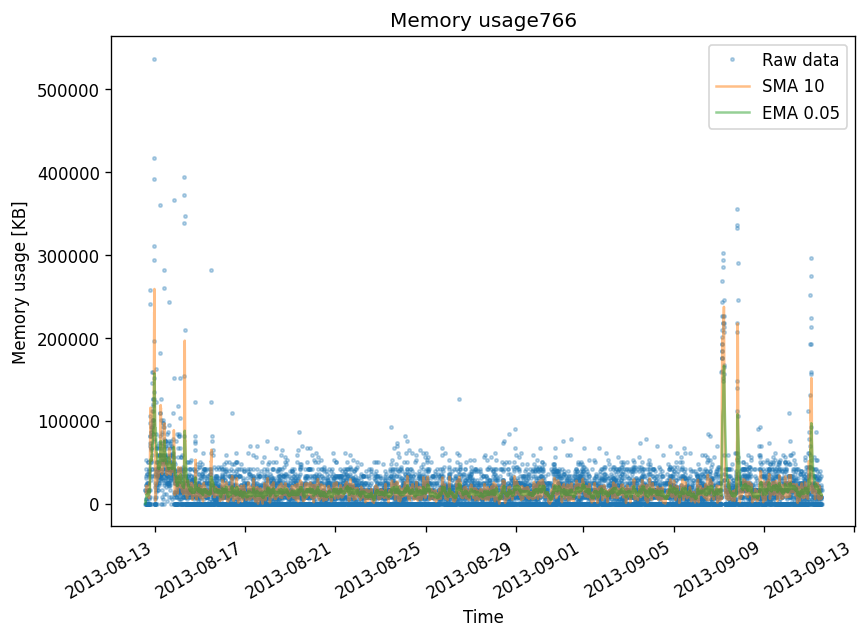 Memory usage766
Raw data
SMA 10
EMA 0.05
Memory usage [KB]
500000
400000
300000
200000
100000
0
2013-08-13
2013-08-17
2013-08-21
2013-08-25
2013-08-29
2013-09-01
2013-09-05
2013-09-09
2013-09-13
Time